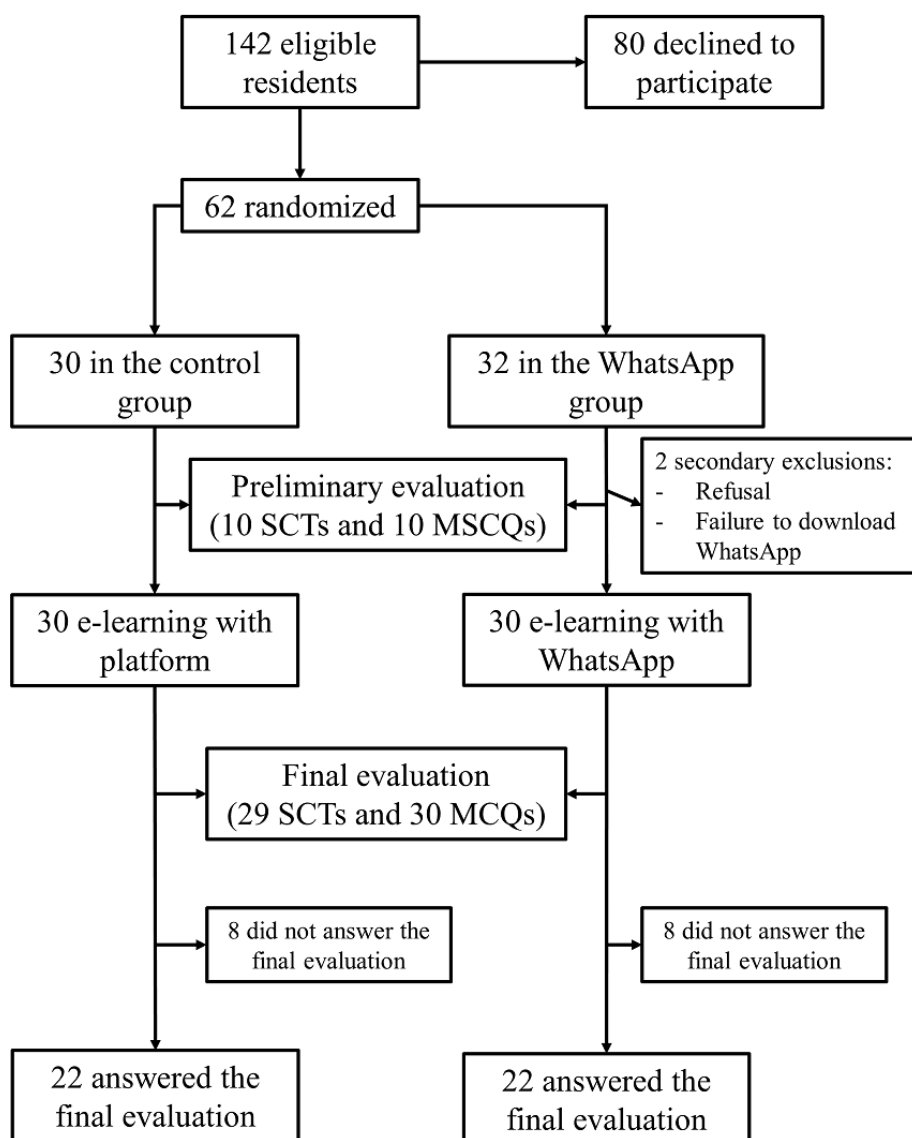 142 eligible
residents
80 declined to
participate
62 randomized
30 in the control
group
32 in the WhatsApp
group
2 secondary exclusions:
- Refusal
- Failure to download
WhatsApp
Preliminary evaluation
(10 SCTs and 10 MSCQs)
30 e-learning with
platform
30 e-learning with
WhatsApp
Final evaluation
(29 SCTs and 30 MCQs)
8 did not answer the
final evaluation
8 did not answer the
final evaluation
22 answered the
final evaluation
22 answered the
final evaluation